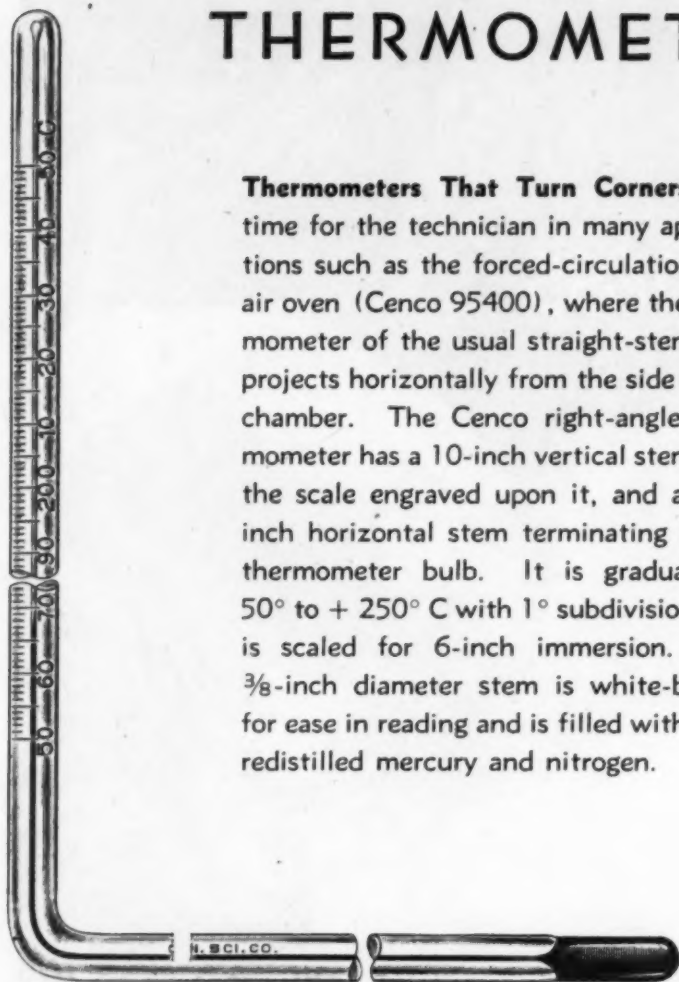 THERMOMET
Thermometers That Turn Corners
time for the technician in many ap
tions such as the forced-circulation
air oven (Cenco 95400), where the
mometer of the usual straight-stem
projects horizontally from the side
chamber. The Cenco right-angle
mometer has a 10-inch vertical stem
the scale engraved upon it, and a
inch horizontal stem terminating
thermometer bulb. It is gradua
50° to + 250° C with 1° subdivision
is scaled for 6-inch immersion.
⅜-inch diameter stem is white-b
for ease in reading and is filled with
redistilled mercury and nitrogen.
50 C
40
30
20
10
200
90
70
60
50
N. SCI. CO.